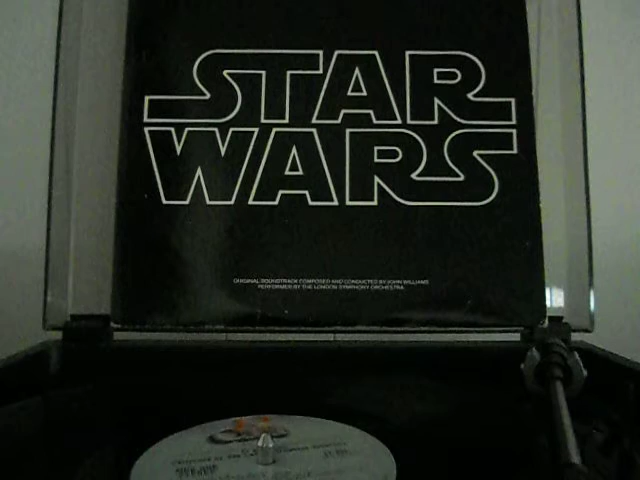 STAR
WARS
ORIGINAL SOUNDTRACK COMPOSED AND CONDUCTED BY JOHN WILLIAMS
PERFORMED BY THE LONDON SYMPHONY ORCHESTRA